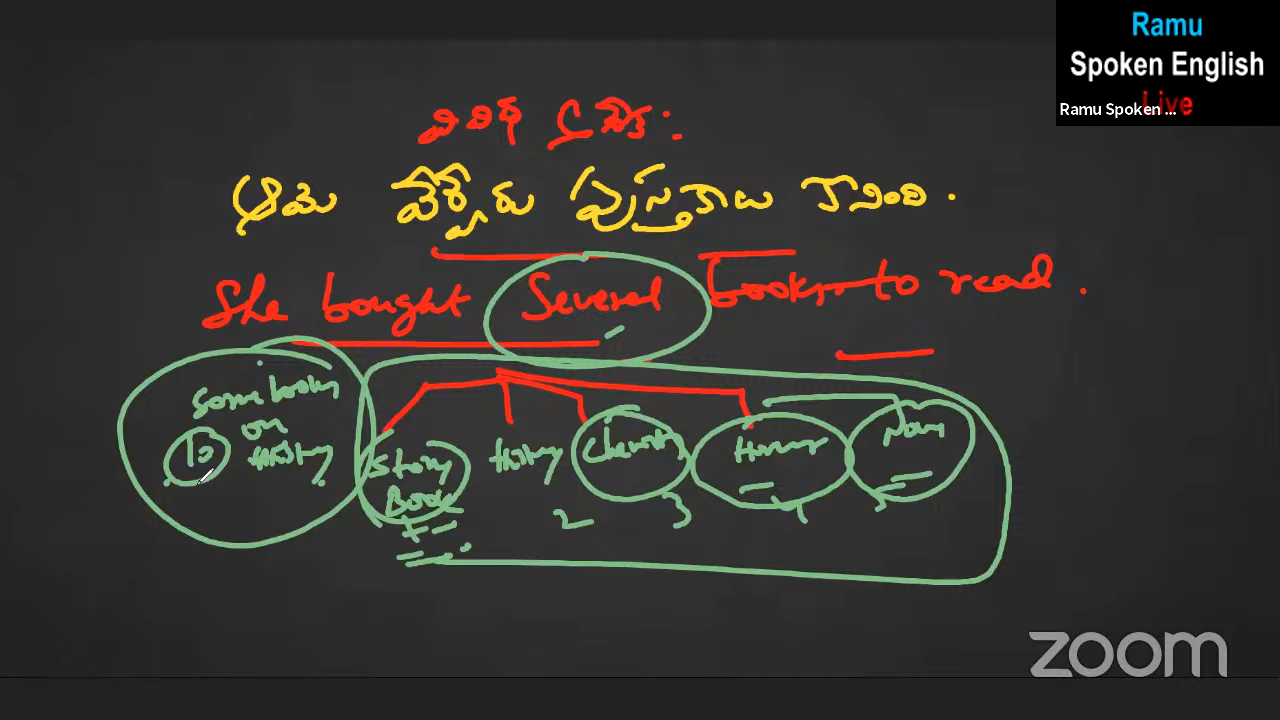 Ramu
Spoken English
Live
Ramu Spoken ...
వివిధ
ఆమె వేర్వేరు పుస్తకాలు కొనింది.
She bought Several books to read.
Some books
on
history
10
Story
Book
history
Chemistry
2 3 4 5
zoom